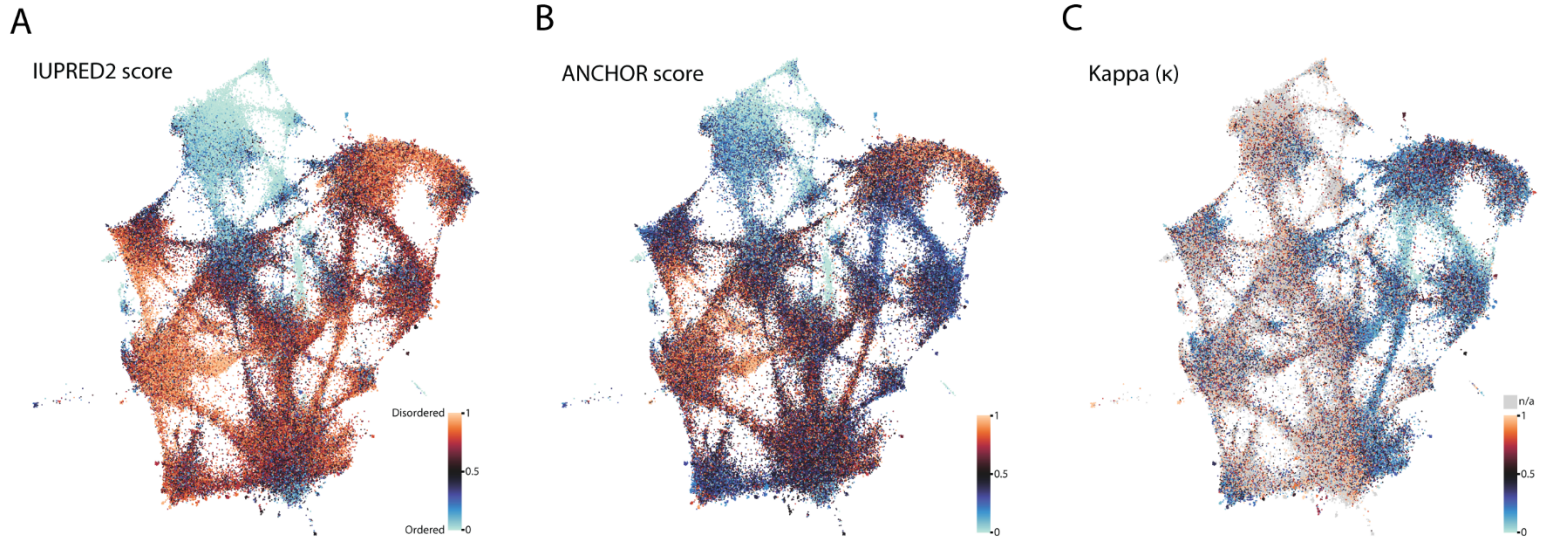 A
B
C
IUPRED2 score
ANCHOR score
Kappa (κ)
Disordered
1
0.5
Ordered
0
1
0.5
0
n/a
1
0.5
0